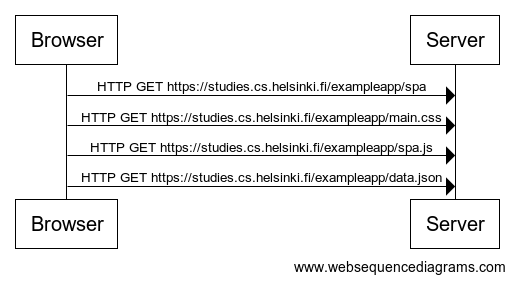 Browser Server
HTTP GET https://studies.cs.helsinki.fi/exampleapp/spa
HTTP GET https://studies.cs.helsinki.fi/exampleapp/main.css
HTTP GET https://studies.cs.helsinki.fi/exampleapp/spa.js
HTTP GET https://studies.cs.helsinki.fi/exampleapp/data.json
Browser Server
www.websequencediagrams.com